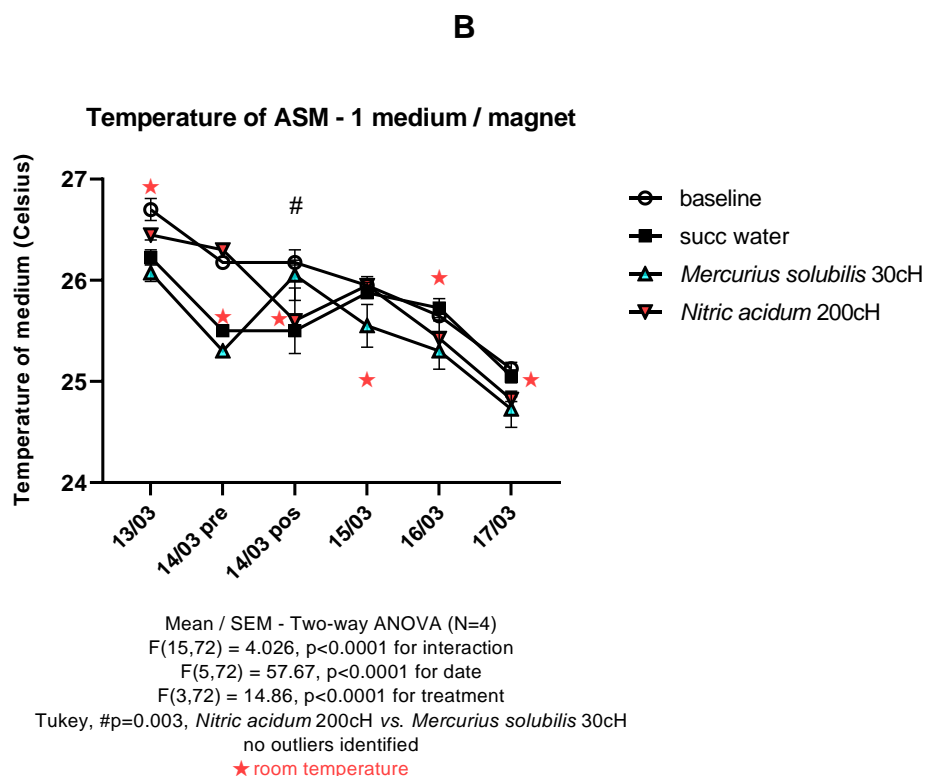 B
Temperature of ASM - 1 medium / magnet
Temperature of medium (Celsius)
27
26
25
24
#
13/03
14/03 pre
14/03 pos
15/03
16/03
17/03
baseline
succ water
Mercurius solubilis 30cH
Nitric acidum 200cH
Mean / SEM - Two-way ANOVA (N=4)
F(15,72) = 4.026, p<0.0001 for interaction
F(5,72) = 57.67, p<0.0001 for date
F(3,72) = 14.86, p<0.0001 for treatment
Tukey, #p=0.003, Nitric acidum 200cH vs. Mercurius solubilis 30cH
no outliers identified
★ room temperature